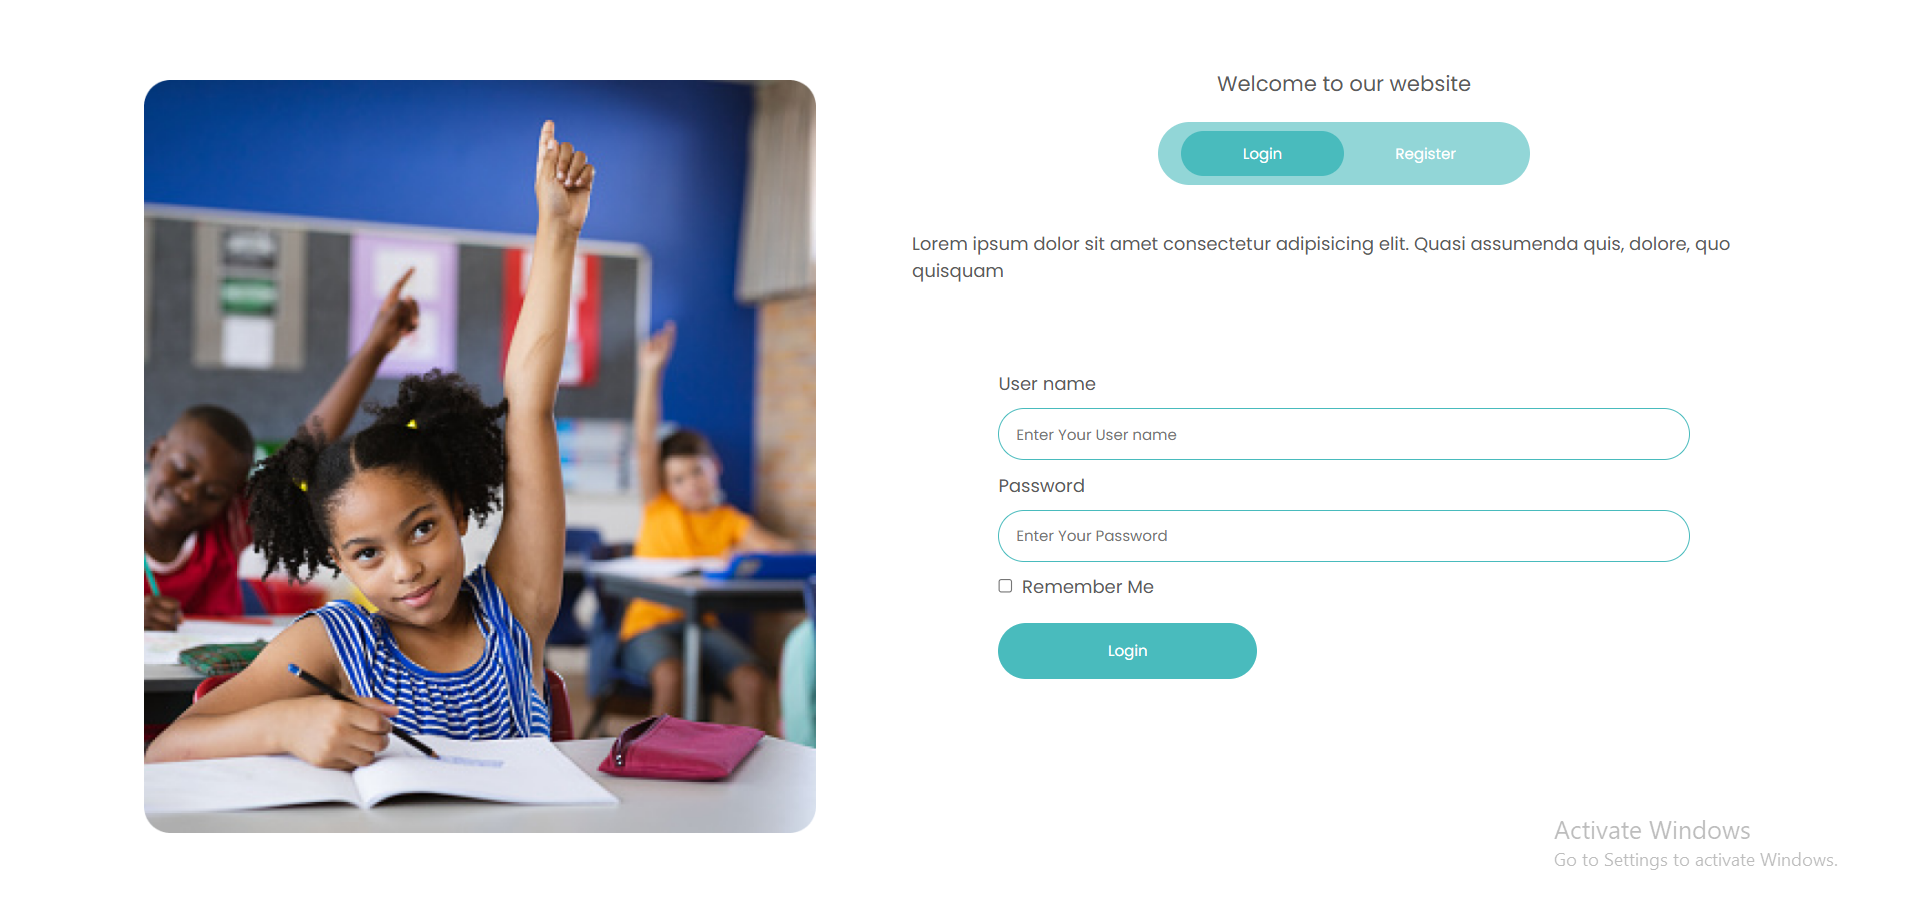 Welcome to our website
Login
Register
Lorem ipsum dolor sit amet consectetur adipisicing elit. Quasi assumenda quis, dolore, quo
quisquam
User name
Enter Your User name
Password
Enter Your Password
Remember Me
Login
Activate Windows
Go to Settings to activate Windows.